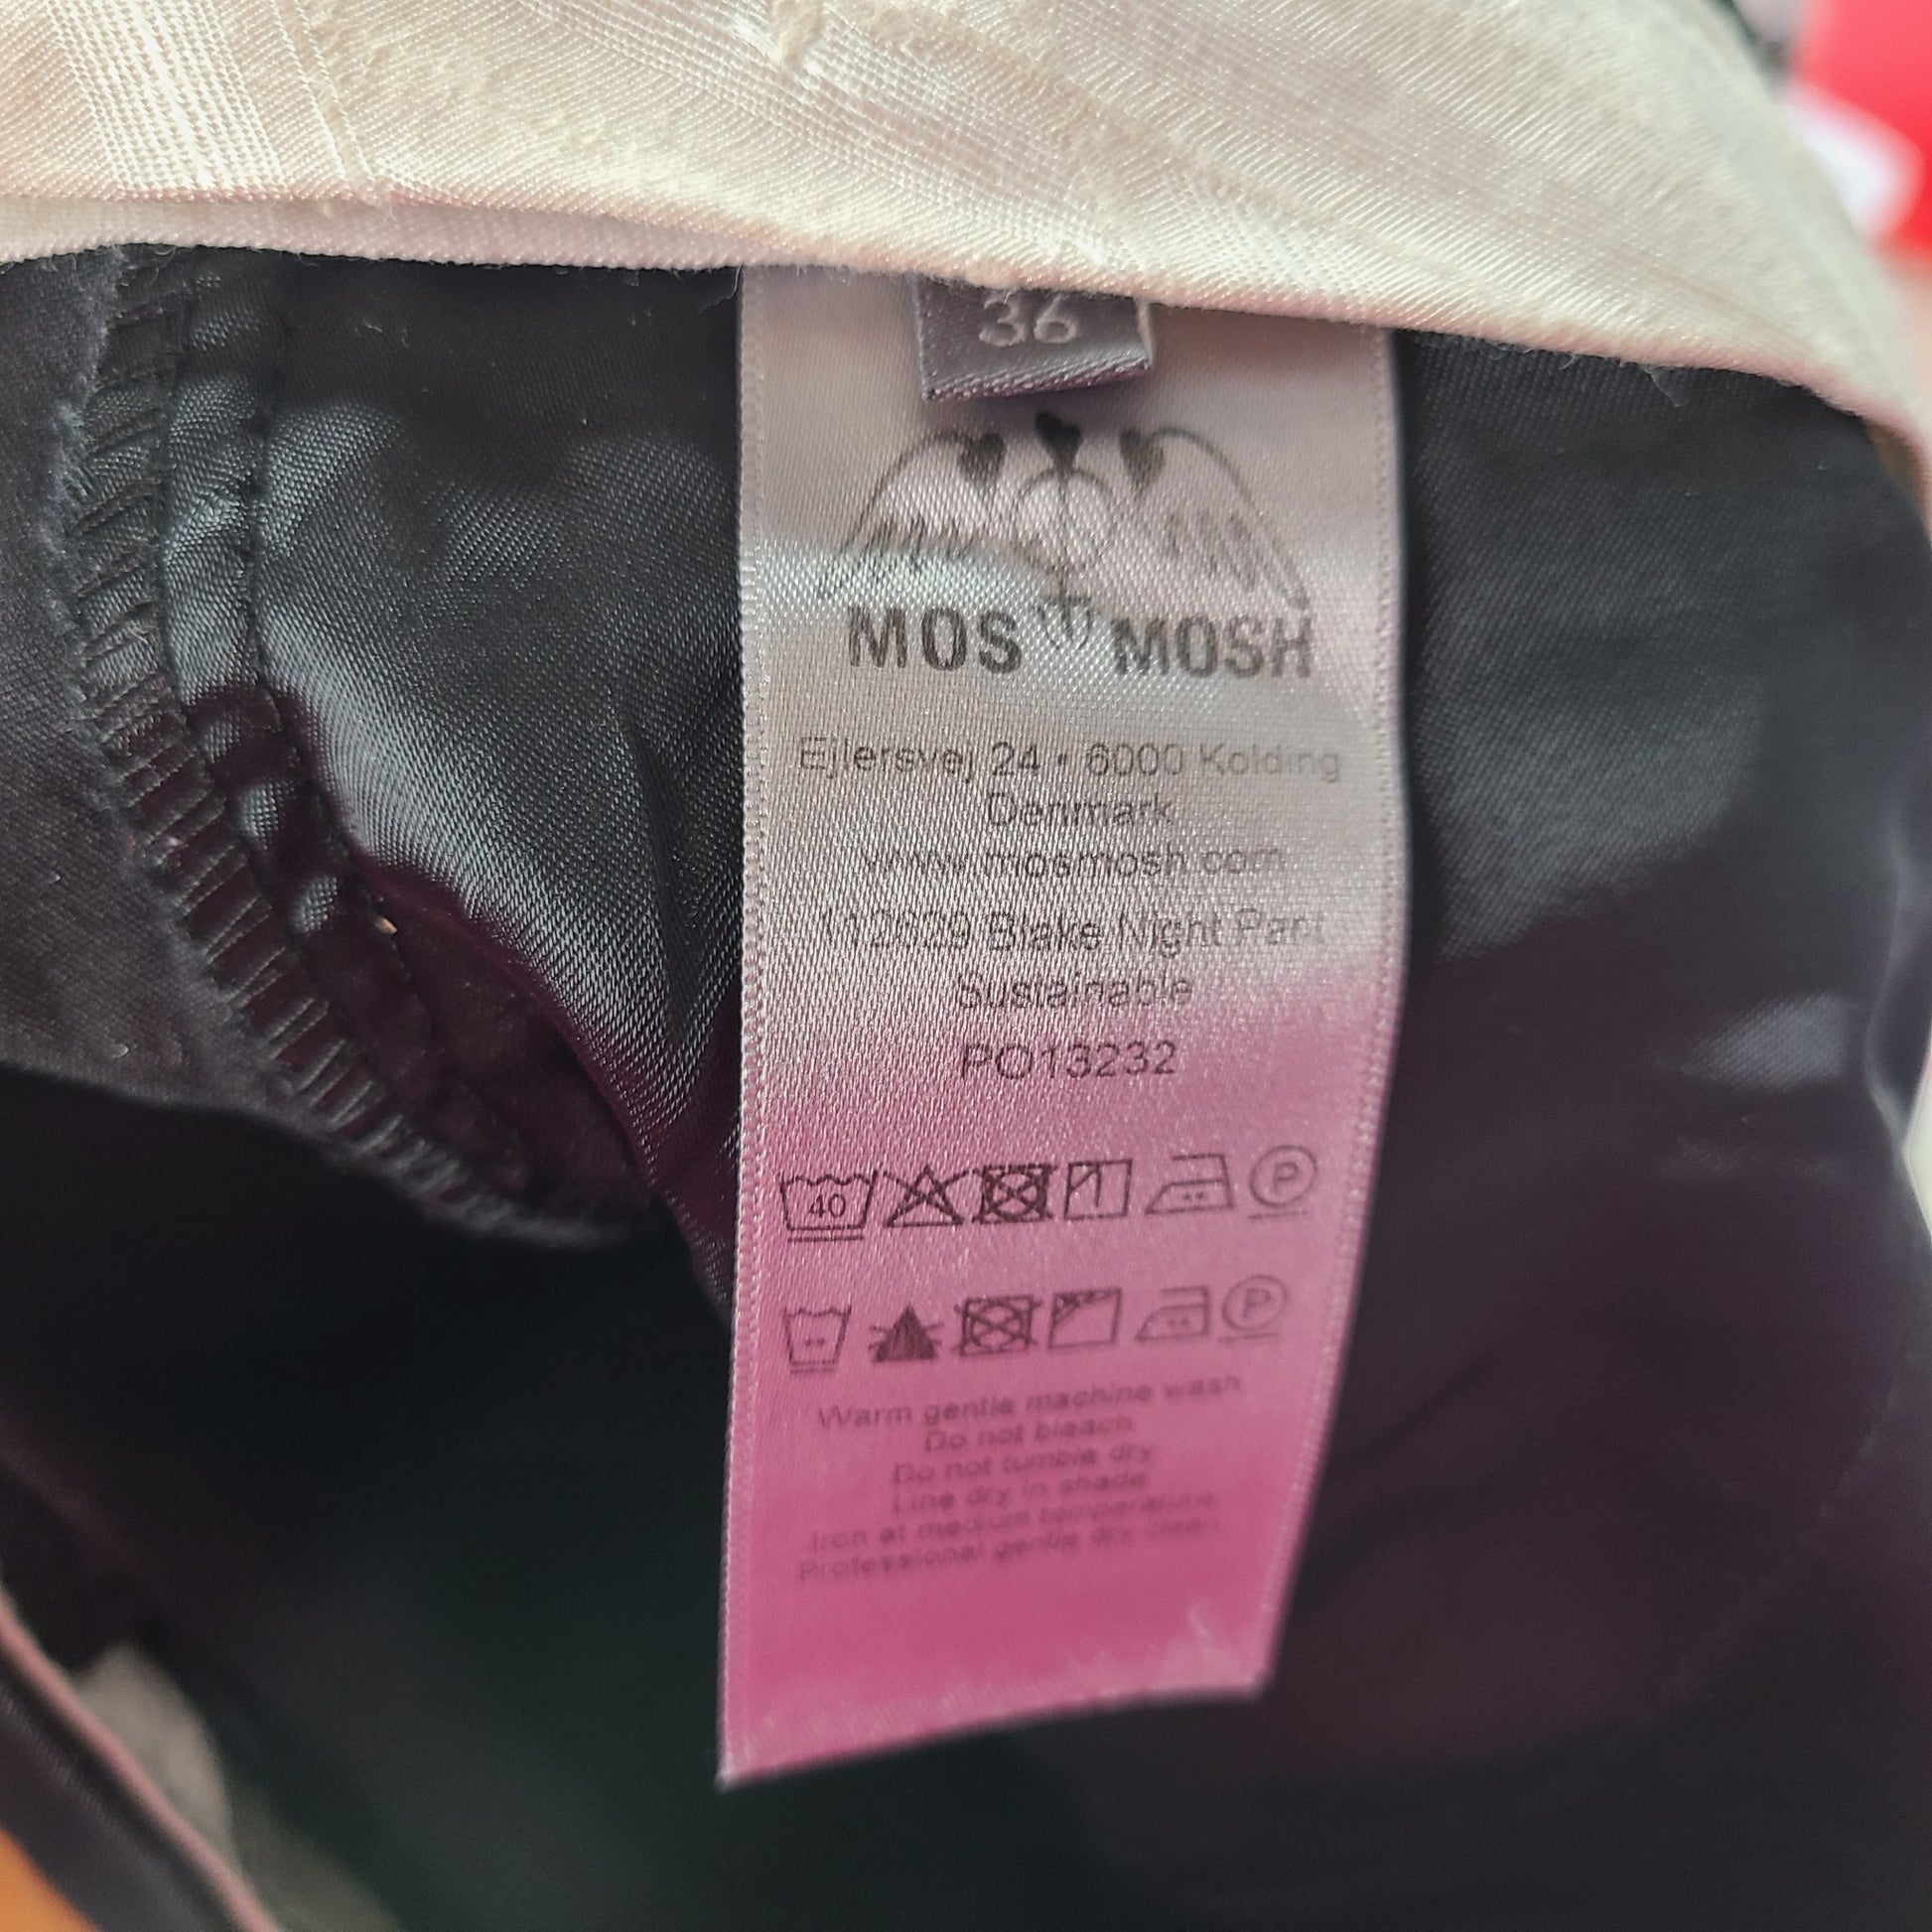 36
MOS MOSH
Ejlersvej 24 • 6000 Kolding
Denmark
www.mosmosh.com
Blake Night Pant
Sustainable
PO13232
40 P
P
Warm gentle machine wash
Do not bleach
Do not tumble dry
Line dry in shade
Iron at medium temperature
Professional gentle dry clean